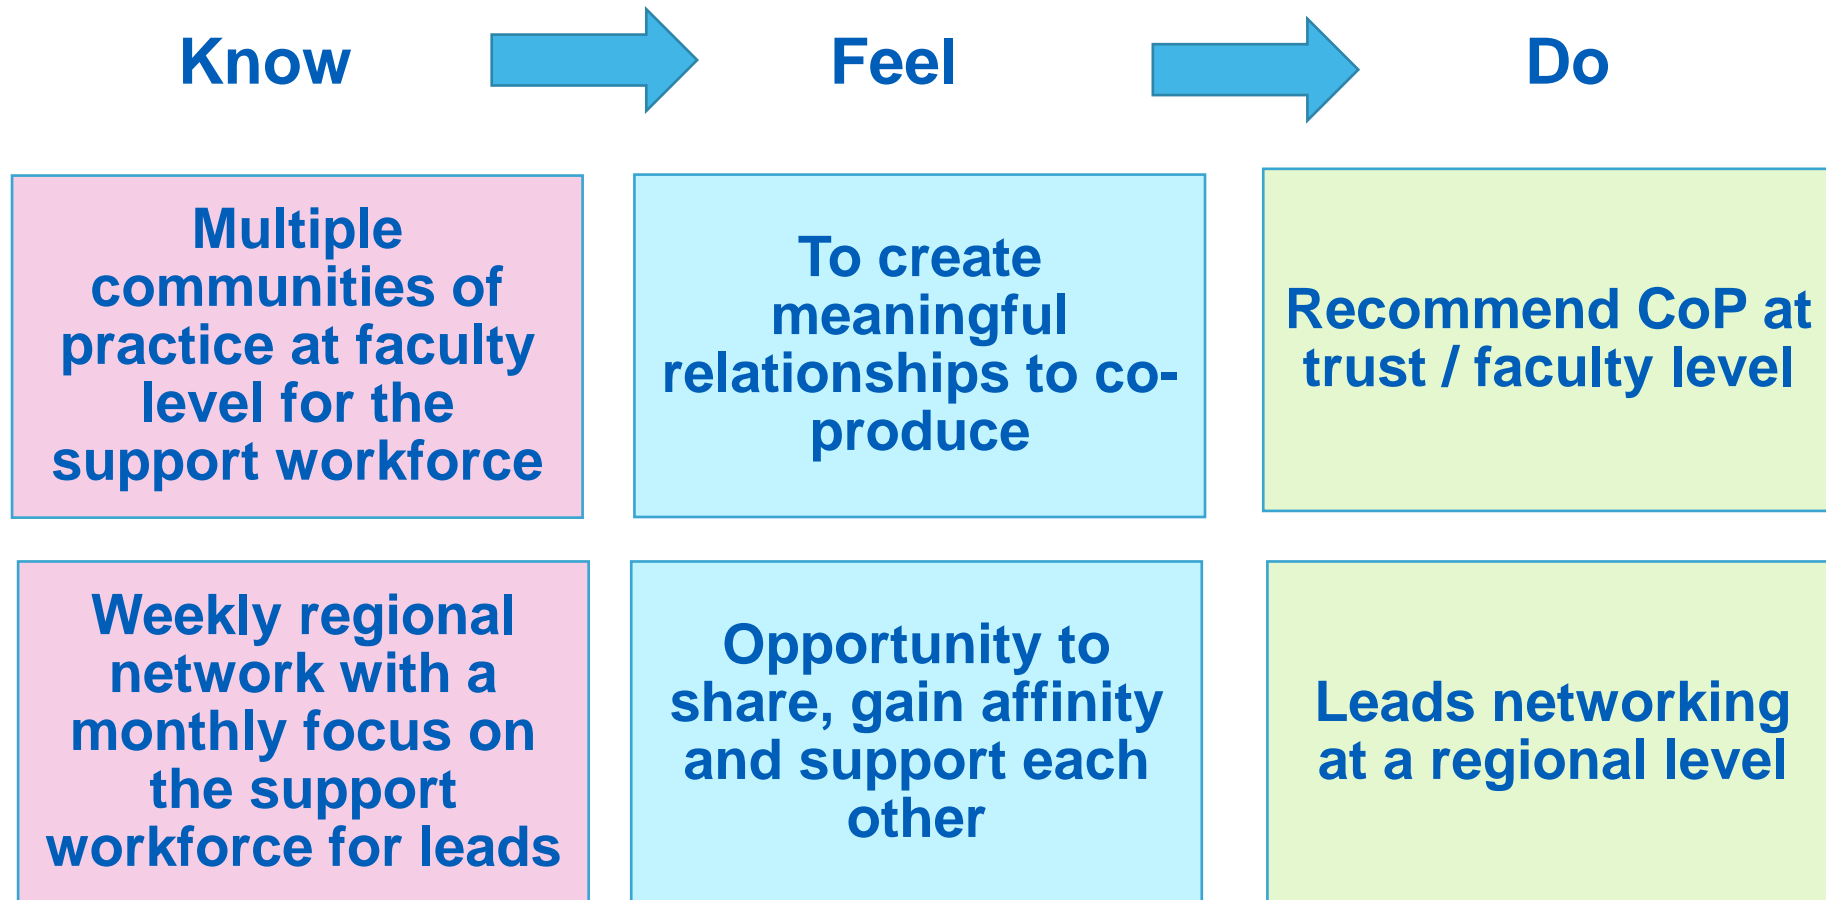 Know
Feel
Do
Multiple
communities of
practice at faculty
level for the
support workforce
To create
meaningful
relationships to co-
produce
Recommend CoP at
trust / faculty level
Weekly regional
network with a
monthly focus on
the support
workforce for leads
Opportunity to
share, gain affinity
and support each
other
Leads networking
at a regional level